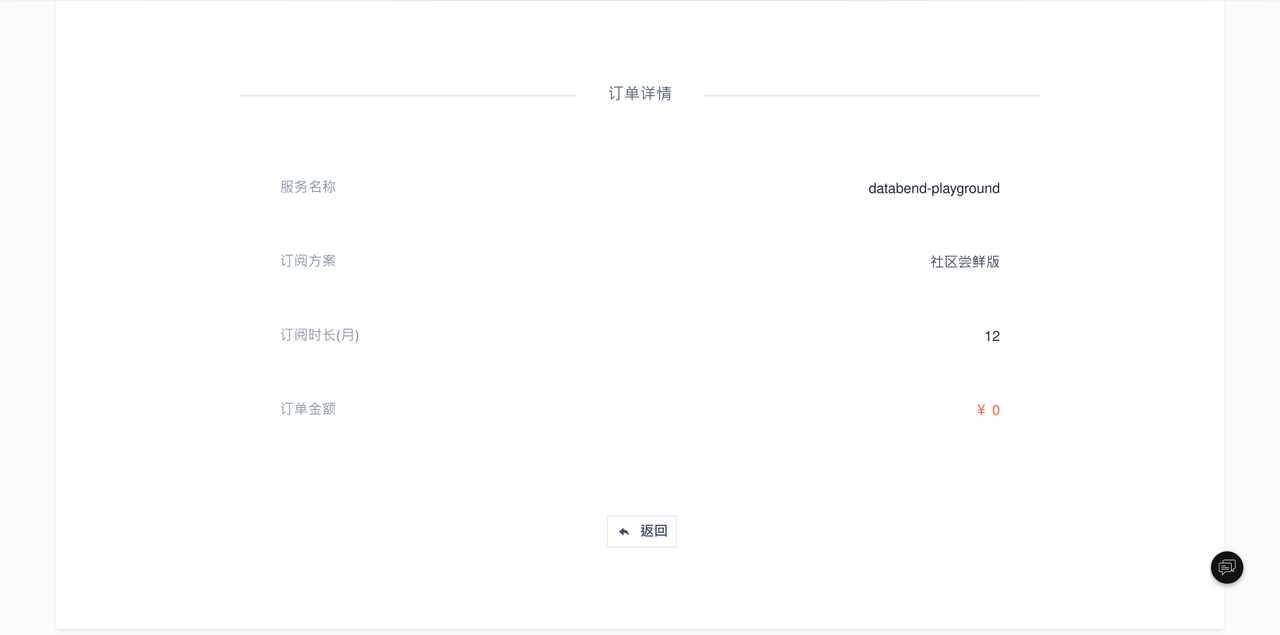 订单详情
服务名称 databend-playground
订阅方案 社区尝鲜版
订阅时长(月) 12
订单金额 ¥ 0
返回